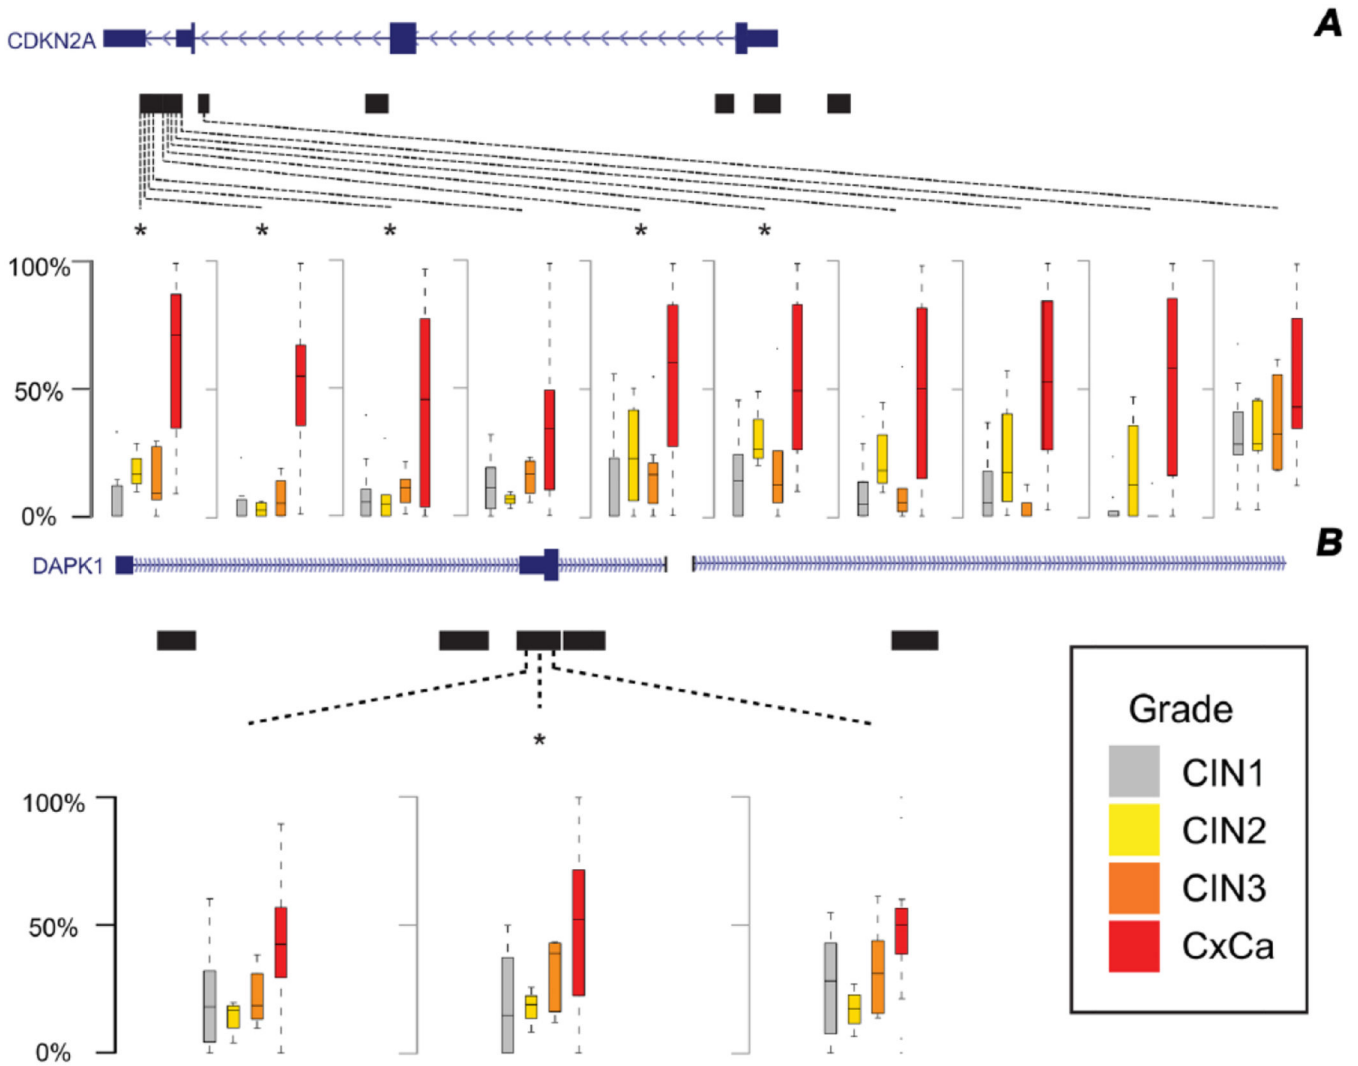 A
CDKN2A
* * * * *
100%
50%
0%
B
DAPK1
*
Grade
CIN1
CIN2
CIN3
CxCa
100%
50%
0%